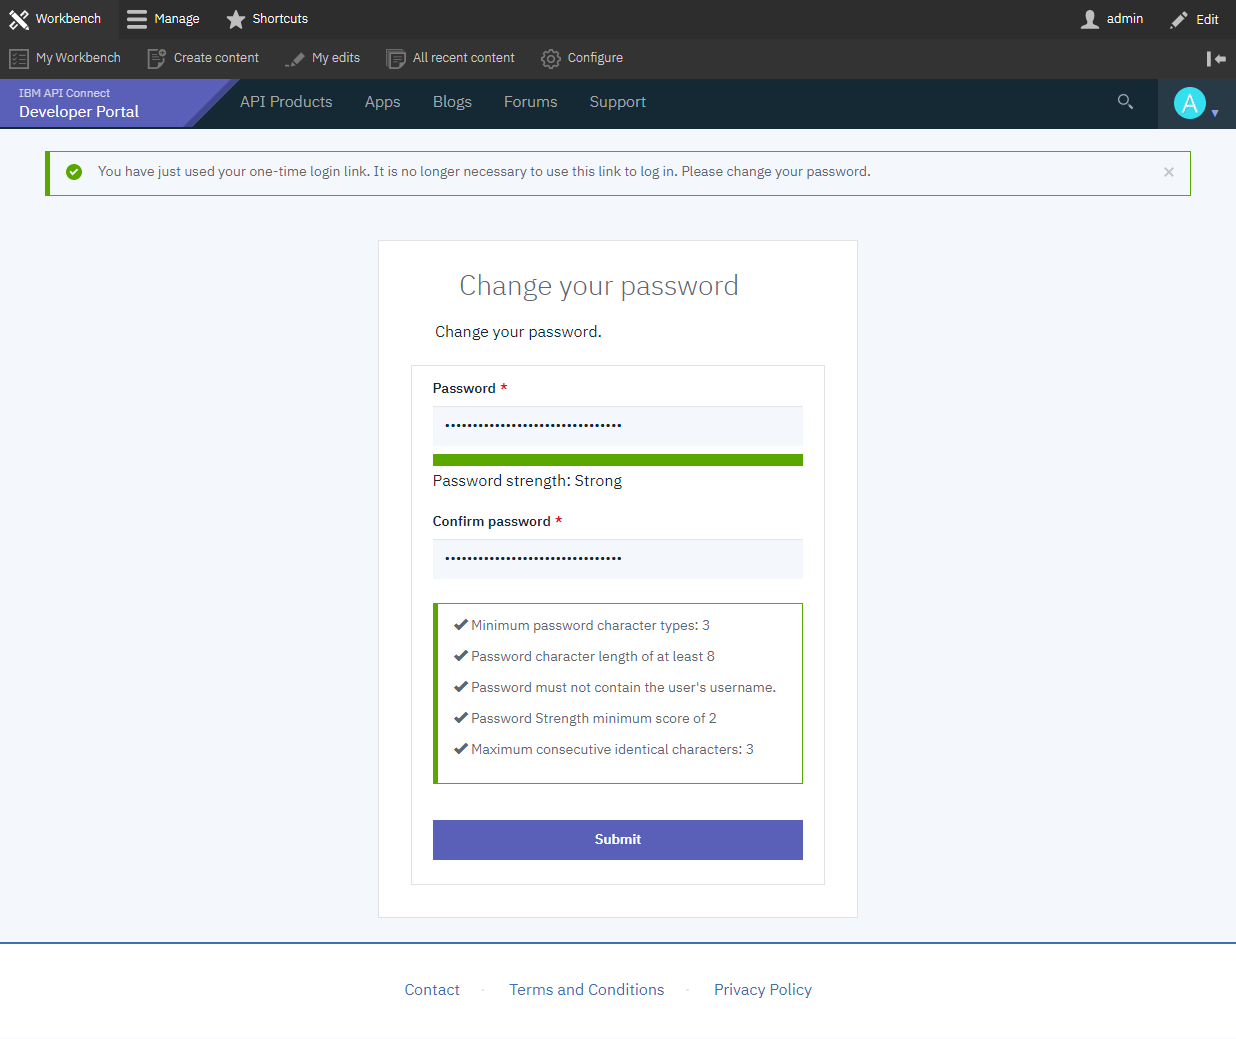 Workbench Manage Shortcuts admin Edit
My Workbench Create content My edits All recent content Configure
IBM API Connect
Developer Portal
API Products Apps Blogs Forums Support
A
You have just used your one-time login link. It is no longer necessary to use this link to log in. Please change your password.
Change your password
Change your password.
Password *
••••••••••••••••••••••••••••••••
Password strength: Strong
Confirm password *
••••••••••••••••••••••••••••••••
Minimum password character types: 3
Password character length of at least 8
Password must not contain the user's username.
Password Strength minimum score of 2
Maximum consecutive identical characters: 3
Submit
Contact · Terms and Conditions · Privacy Policy